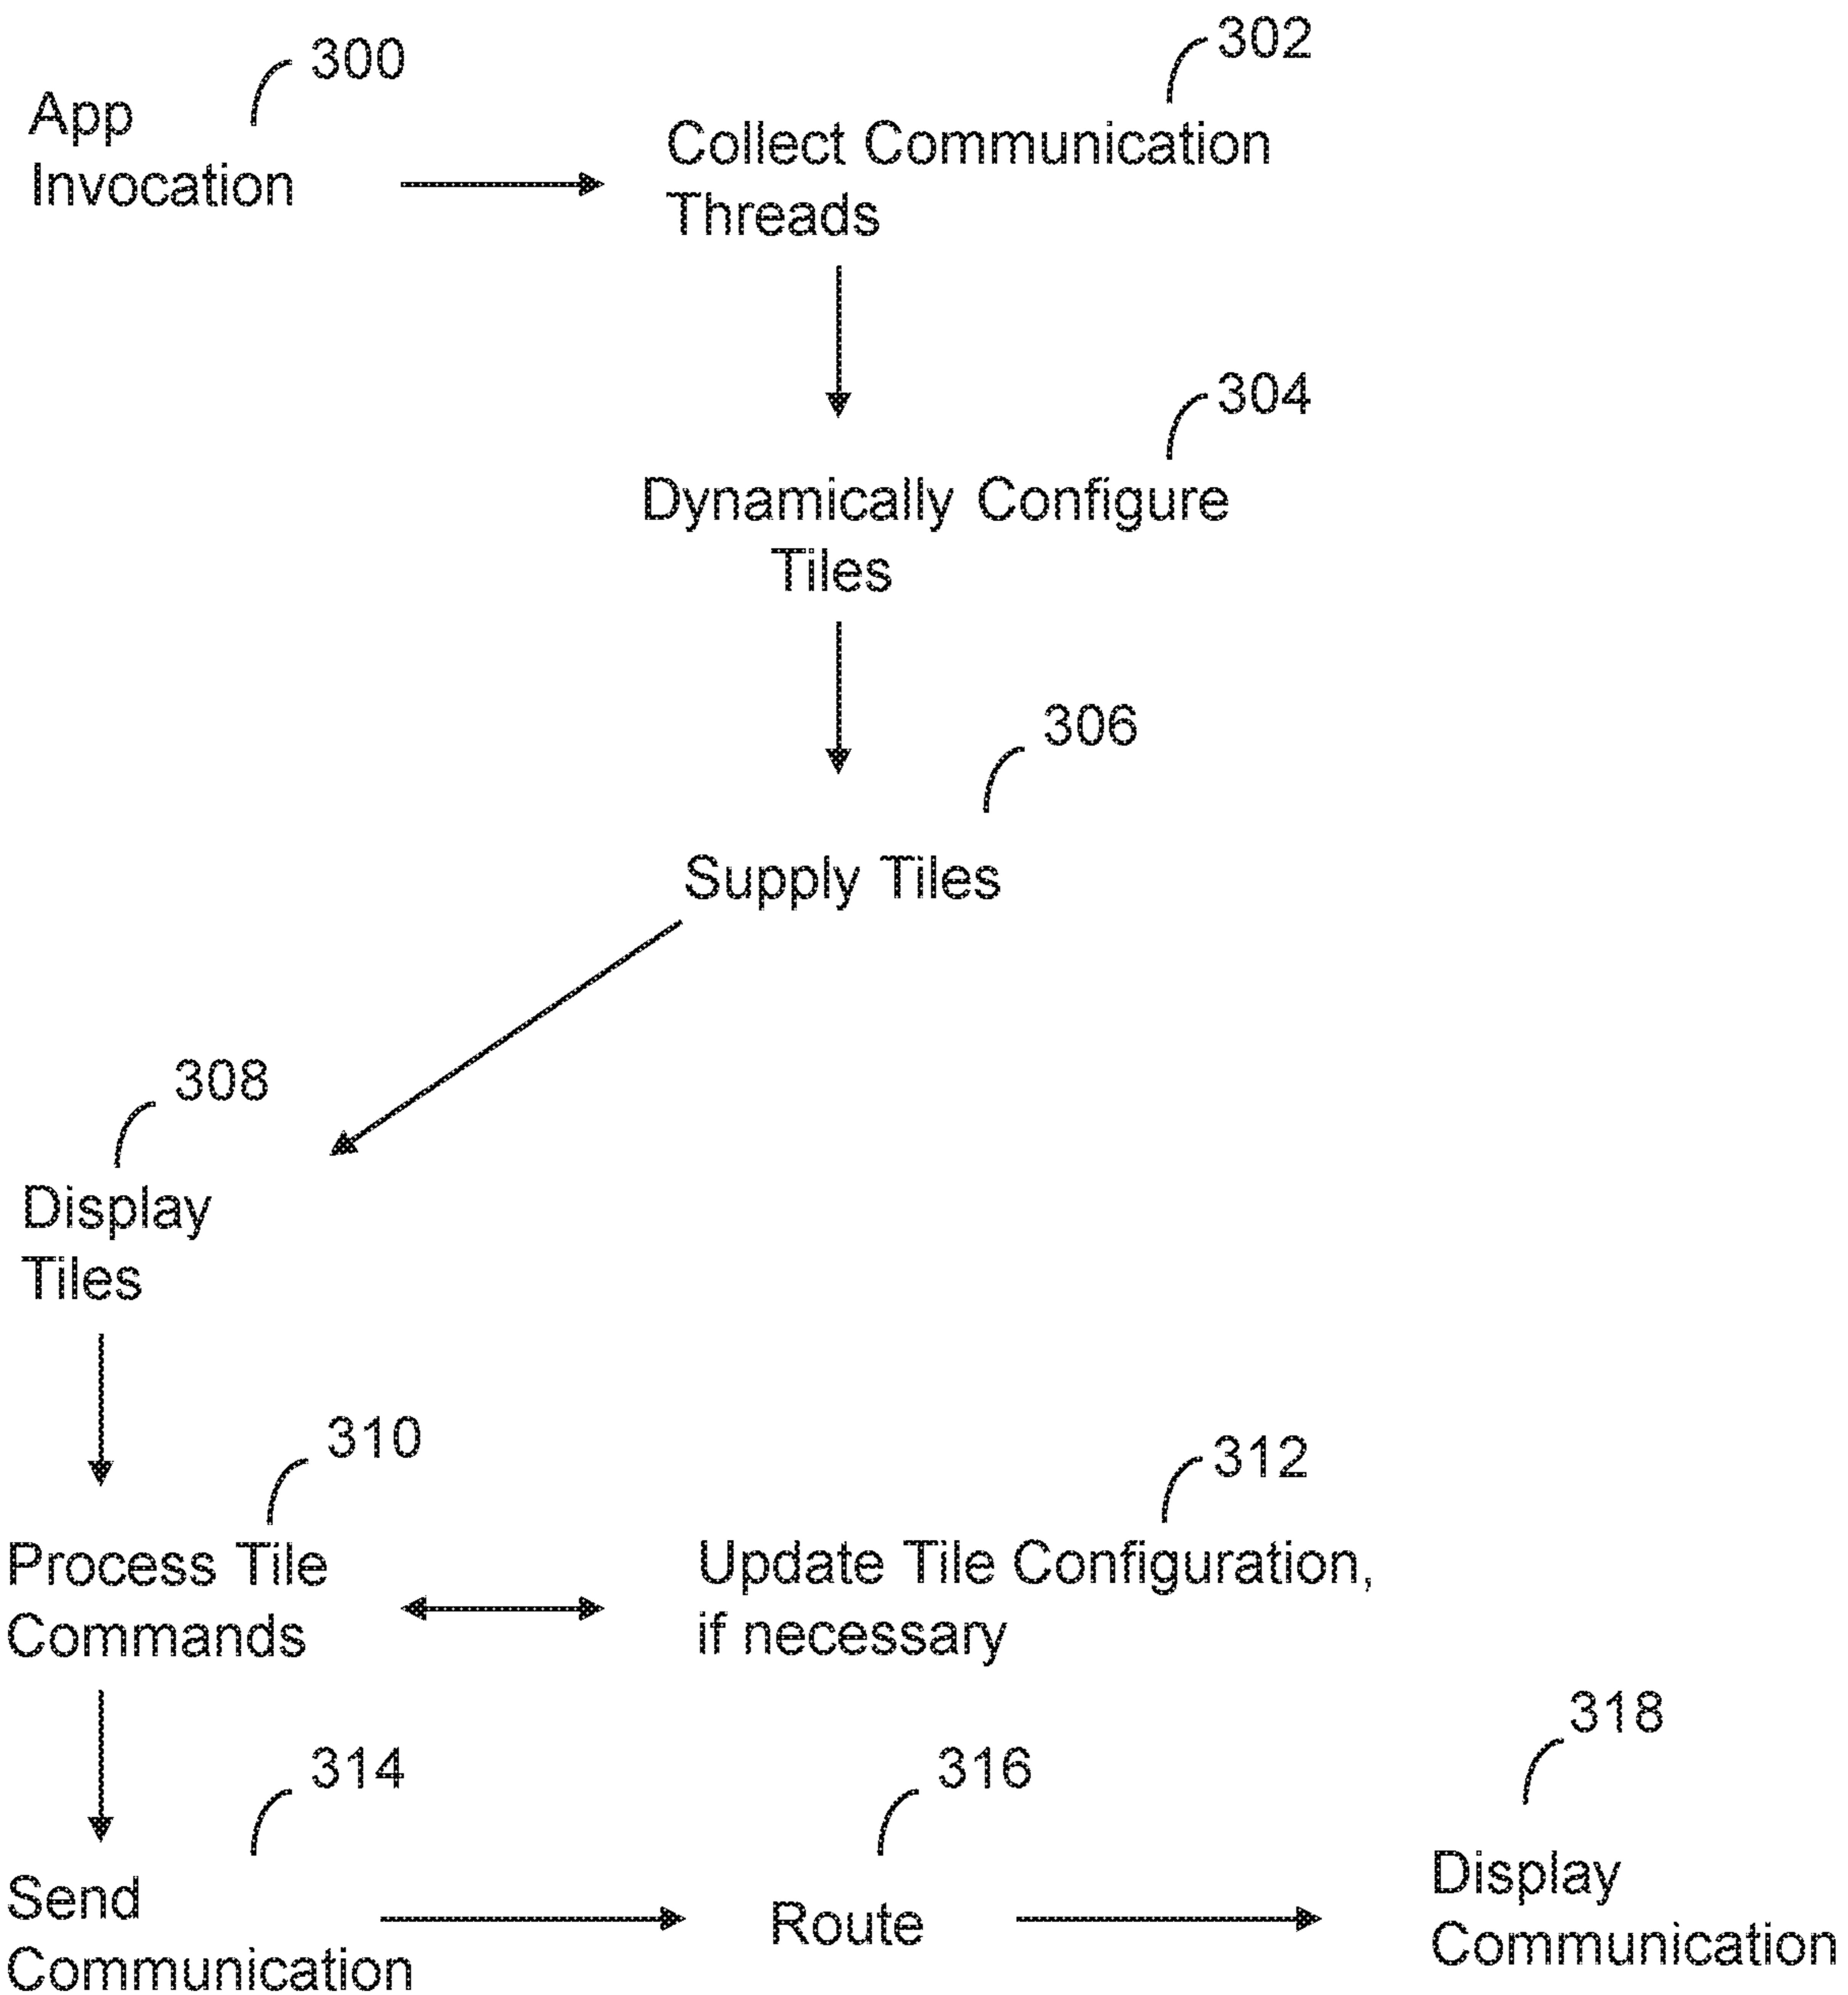 300
App
Invocation
302
Collect Communication
Threads
304
Dynamically Configure
Tiles
306
Supply Tiles
308
Display
Tiles
310
Process Tile
Commands
312
Update Tile Configuration,
if necessary
314
Send
Communication
316
Route
318
Display
Communication